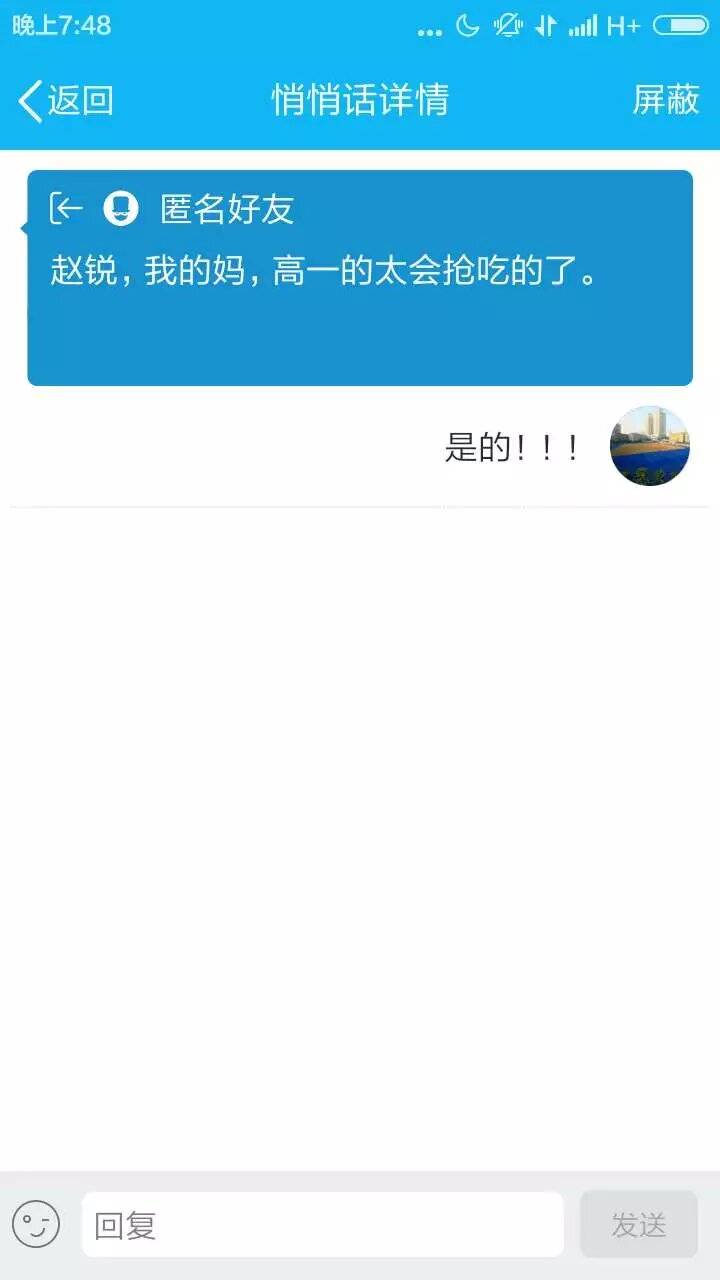 晚上7:48 ... H+
返回 悄悄话详情 屏蔽
匿名好友
赵锐，我的妈，高一的太会抢吃的了。
是的！！！
回复 发送